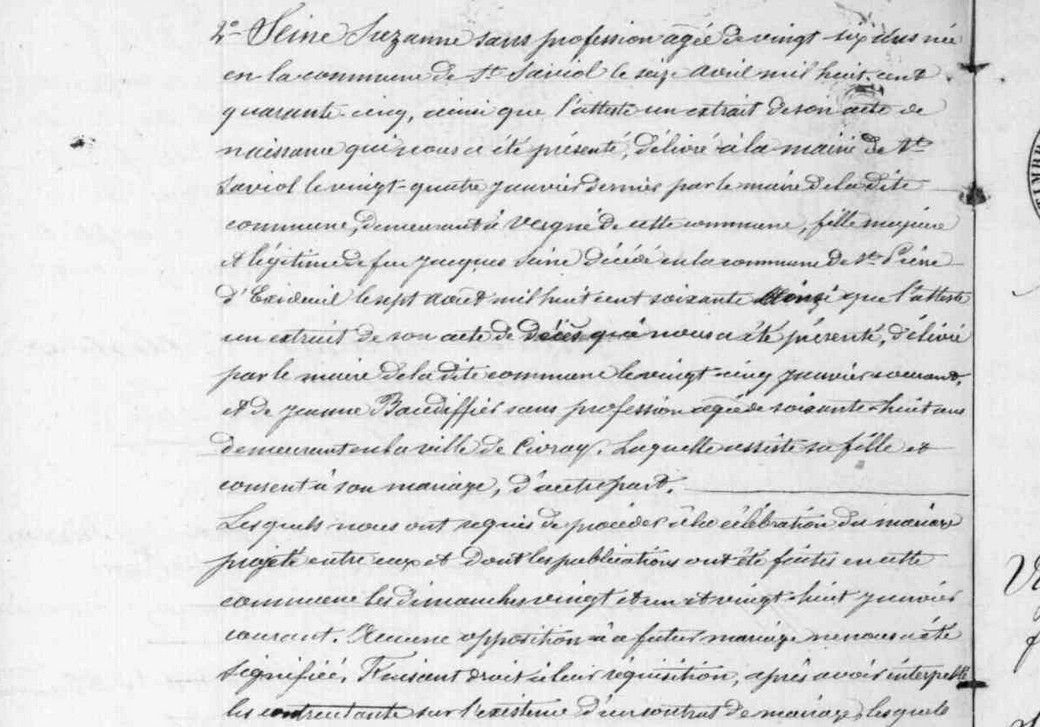 2º Seine Suzanne sans profession agée de vingt six ans née
en la commune de St Saviol le seize avril mil huit cent
quarante-cinq, ainsi que l'atteste un extrait de son acte de
naissance qui nous a été présenté, délivré à la mairie de St
Saviol le vingt-quatre janvier dernier par le maire de la dite
commune, demeurant à Vergné de cette commune, fille majeure
et légitime de feu Jacques Seine décédé en la commune de St Pierre
d'Exideuil le sept août mil huit cent soixante ainsi que l'atteste
un extrait de son acte de décès qui nous a été présenté, délivré
par le maire de la dite commune le vingt-cinq janvier courant,
et de Jeanne Baudiffier sans profession agée de soixante-huit ans
demeurant en la ville de Civray. Laquelle assiste sa fille et
consent à son mariage, d'autre part.
Lesquels nous ont requis de procéder à la célébration du mariage
projeté entre eux et dont les publications ont été faites en cette
commune les dimanches vingt et un et vingt-huit janvier
courant. Aucune opposition à ce futur mariage ne nous a été
signifiée, Faisant droit à leur réquisition, après avoir interpellé
les contractants sur l'existence d'un contrat de mariage, lesquels
TIMBRE